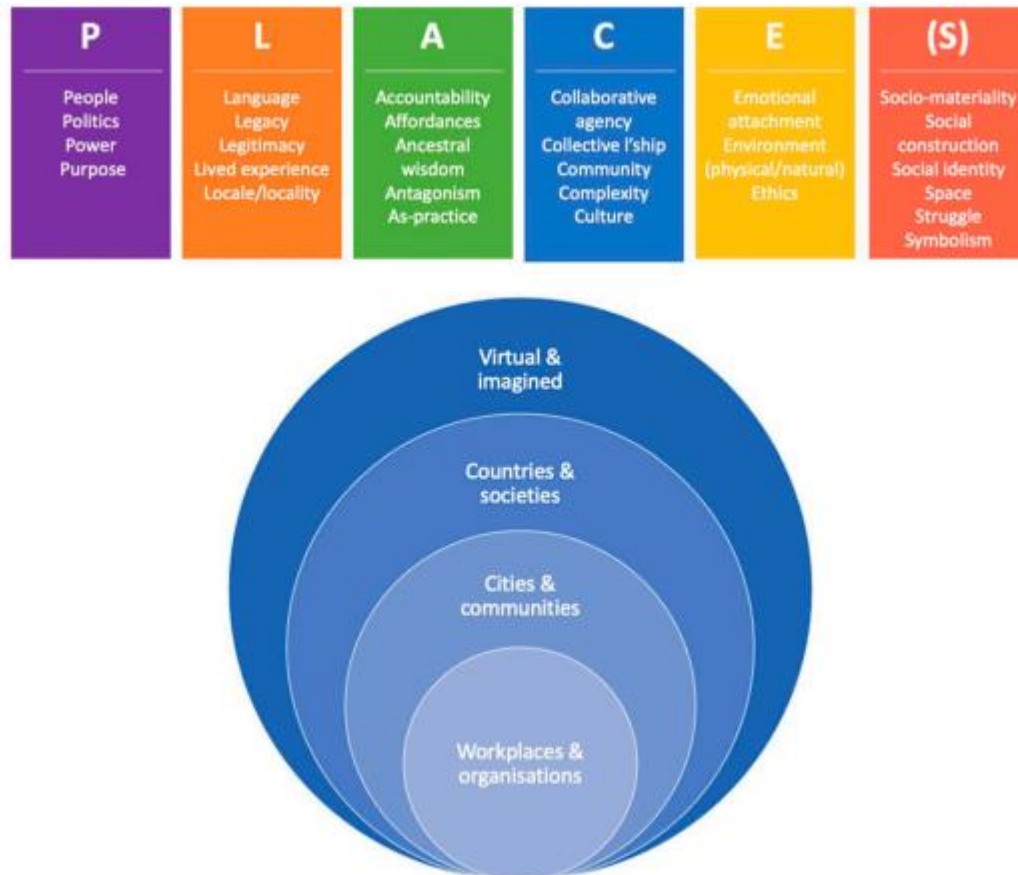 P
People
Politics
Power
Purpose
L
Language
Legacy
Legitimacy
Lived experience
Locale/locality
A
Accountability
Affordances
Ancestral
wisdom
Antagonism
As-practice
C
Collaborative
agency
Collective l'ship
Community
Complexity
Culture
E
Emotional
attachment
Environment
(physical/natural)
Ethics
(S)
Socio-materiality
Social
construction
Social identity
Space
Struggle
Symbolism
Virtual &
imagined
Countries &
societies
Cities &
communities
Workplaces &
organisations